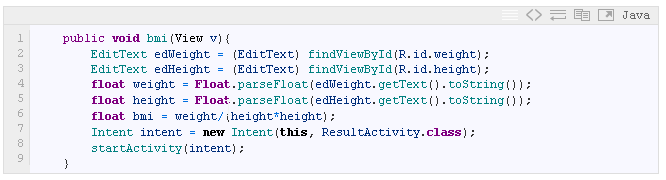 Java
1 public void bmi(View v){
2 EditText edWeight = (EditText) findViewById(R.id.weight);
3 EditText edHeight = (EditText) findViewById(R.id.height);
4 float weight = Float.parseFloat(edWeight.getText().toString());
5 float height = Float.parseFloat(edHeight.getText().toString());
6 float bmi = weight/(height*height);
7 Intent intent = new Intent(this, ResultActivity.class);
8 startActivity(intent);
9 }